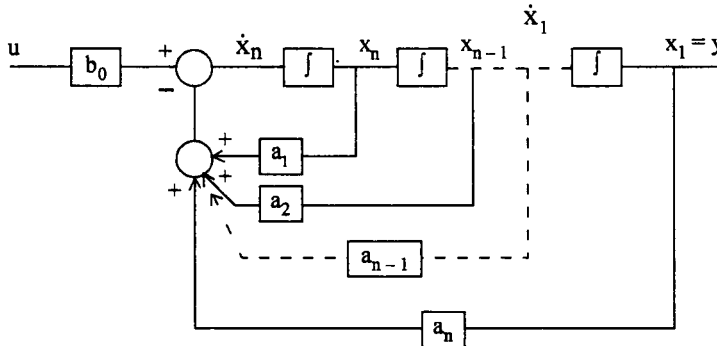 ẋ₁
u b₀ + − ẋₙ ∫ xₙ ∫ xₙ₋₁ ∫ x₁ = y
+ a₁
+ a₂
+
aₙ₋₁
aₙ